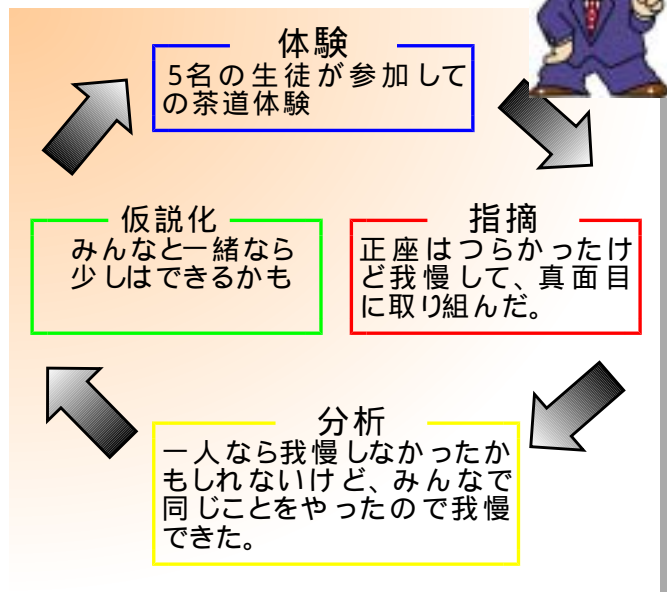 体験
5名の生徒が参加して
の茶道体験
指摘
正座はつらかったけ
ど我慢して、真面目
に取り組んだ。
分析
一人なら我慢しなかったか
もしれないけど、みんなで
同じことをやったので我慢
できた。
仮説化
みんなと一緒なら
少しはできるかも